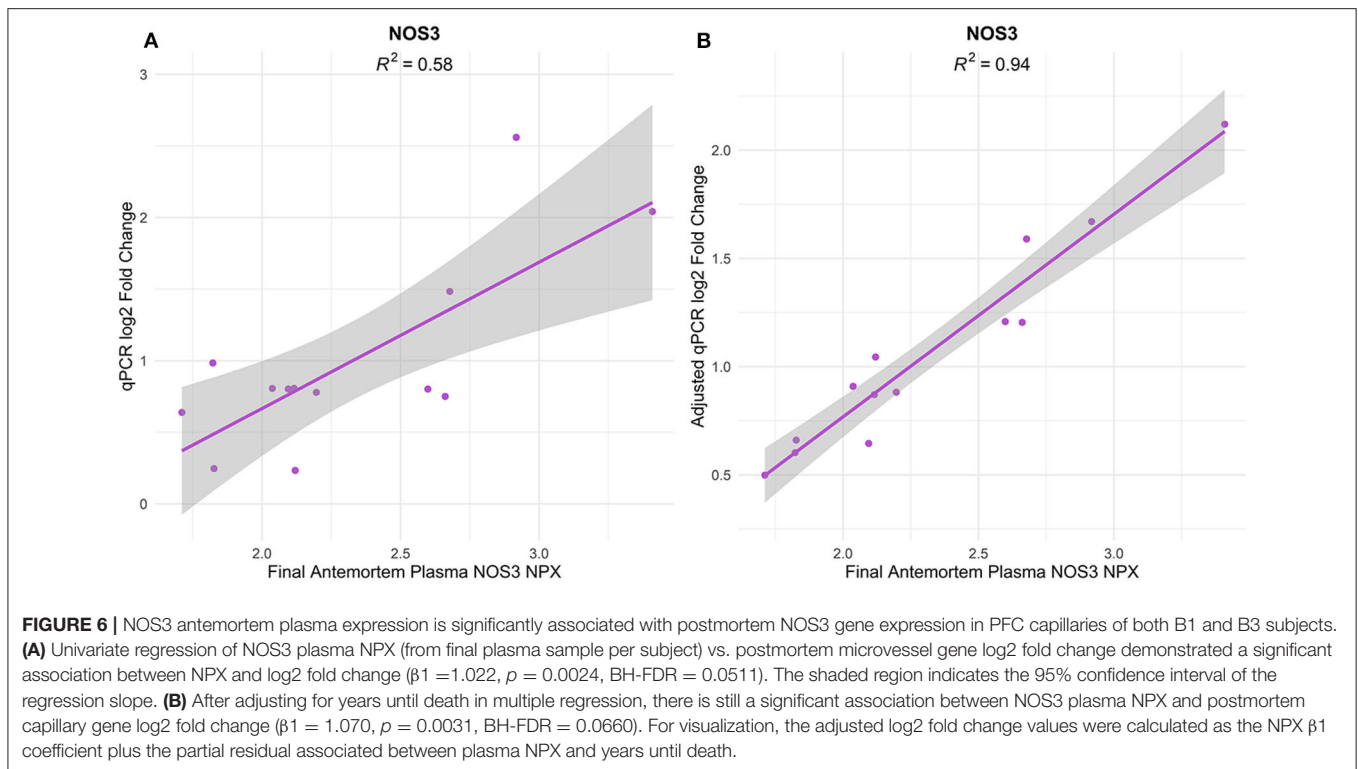 A
NOS3
R² = 0.58
3
2
1
0
qPCR log2 Fold Change
2.0 2.5 3.0
Final Antemortem Plasma NOS3 NPX
B
NOS3
R² = 0.94
2.0
1.5
1.0
0.5
Adjusted qPCR log2 Fold Change
2.0 2.5 3.0
Final Antemortem Plasma NOS3 NPX
FIGURE 6 | NOS3 antemortem plasma expression is significantly associated with postmortem NOS3 gene expression in PFC capillaries of both B1 and B3 subjects.
(A) Univariate regression of NOS3 plasma NPX (from final plasma sample per subject) vs. postmortem microvessel gene log2 fold change demonstrated a significant
association between NPX and log2 fold change (β1 =1.022, p = 0.0024, BH-FDR = 0.0511). The shaded region indicates the 95% confidence interval of the
regression slope. (B) After adjusting for years until death in multiple regression, there is still a significant association between NOS3 plasma NPX and postmortem
capillary gene log2 fold change (β1 = 1.070, p = 0.0031, BH-FDR = 0.0660). For visualization, the adjusted log2 fold change values were calculated as the NPX β1
coefficient plus the partial residual associated between plasma NPX and years until death.